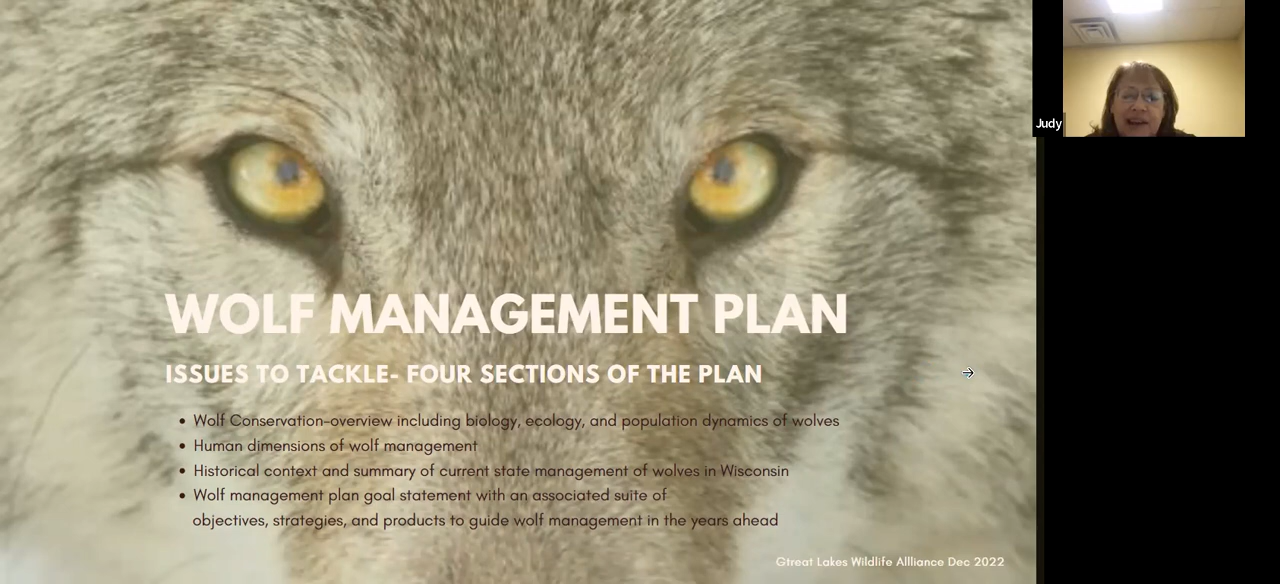 Judy
WOLF MANAGEMENT PLAN
ISSUES TO TACKLE- FOUR SECTIONS OF THE PLAN
• Wolf Conservation-overview including biology, ecology, and population dynamics of wolves
• Human dimensions of wolf management
• Historical context and summary of current state management of wolves in Wisconsin
• Wolf management plan goal statement with an associated suite of
objectives, strategies, and products to guide wolf management in the years ahead
Gtreat Lakes Wildlife Allliance Dec 2022